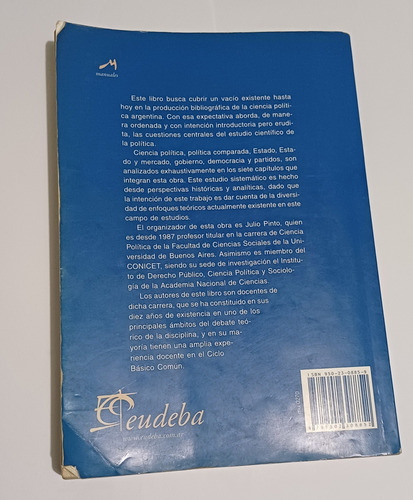 manuales
Este libro busca cubrir un vacío existente hasta
hoy en la producción bibliográfica de la ciencia políti-
ca argentina. Con esa expectativa aborda, de mane-
ra ordenada y con intención introductoria pero erudi-
ta, las cuestiones centrales del estudio científico de
la política.
Ciencia política, política comparada, Estado, Esta-
do y mercado, gobierno, democracia y partidos, son
analizados exhaustivamente en los siete capítulos que
integran esta obra. Este estudio sistemático es hecho
desde perspectivas históricas y analíticas, dado que
la intención de este trabajo es dar cuenta de la diversi-
dad de enfoques teóricos actualmente existente en este
campo de estudios.
El organizador de esta obra es Julio Pinto, quien
es desde 1987 profesor titular en la carrera de Ciencia
Política de la Facultad de Ciencias Sociales de la Uni-
versidad de Buenos Aires. Asimismo es miembro del
CONICET, siendo su sede de investigación el Institu-
to de Derecho Público, Ciencia Política y Sociolo-
gía de la Academia Nacional de Ciencias.
Los autores de este libro son docentes de
dicha carrera, que se ha constituido en sus
diez años de existencia en uno de los
principales ámbitos del debate teó-
rico de la disciplina, y en su ma-
yoría tienen una amplia expe-
riencia docente en el Ciclo
Básico Común.
eudeba
www.eudeba.com.ar